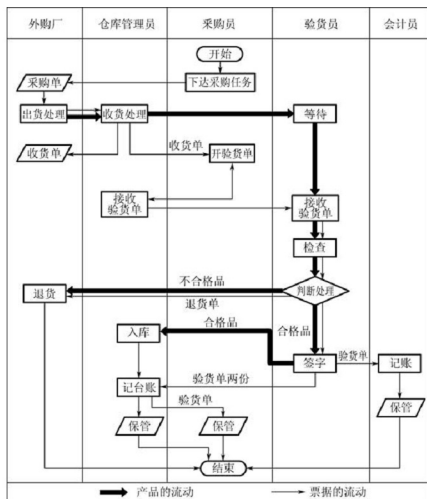 外购厂 仓库管理员 采购员 验货员 会计员
开始
采购单 下达采购任务
出货处理 收货处理 等待
收货单 收货单 开验货单
接收 接收
验货单 验货单
检查
不合格品
退货 判断处理
退货单
合格品 合格品
入库
签字 验货单 记账
记台账 验货单两份
验货单
保管 保管 保管
结束
产品的流动 票据的流动